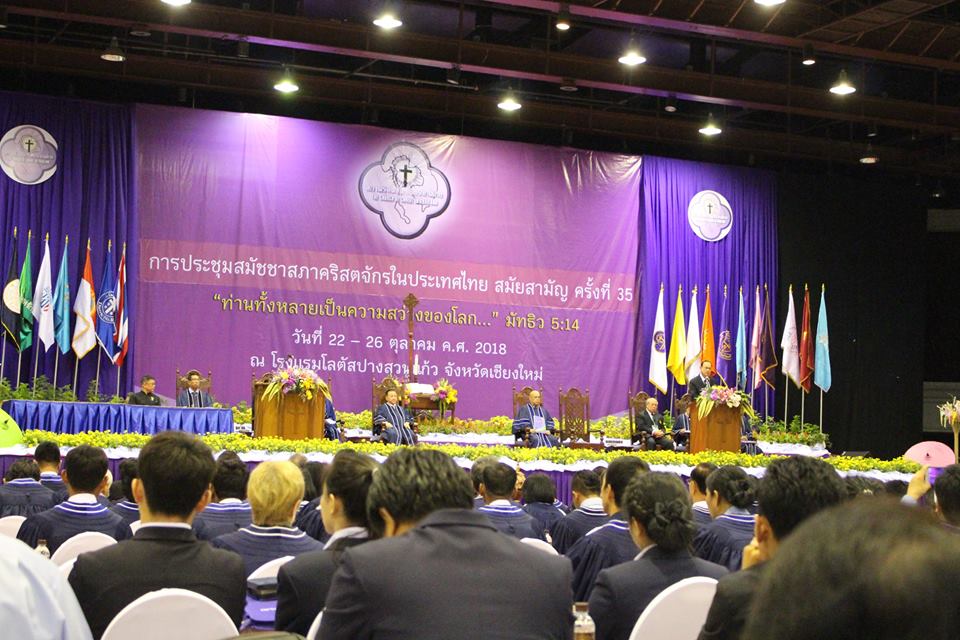 การประชุมสมัชชาสภาคริสตจักรในประเทศไทย สมัยสามัญ ครั้งที่ 35
“ท่านทั้งหลายเป็นความสว่างของโลก...” มัทธิว 5:14
วันที่ 22 – 26 ตุลาคม ค.ศ. 2018
ณ โรงแรมโลตัสปางสวนแก้ว จังหวัดเชียงใหม่